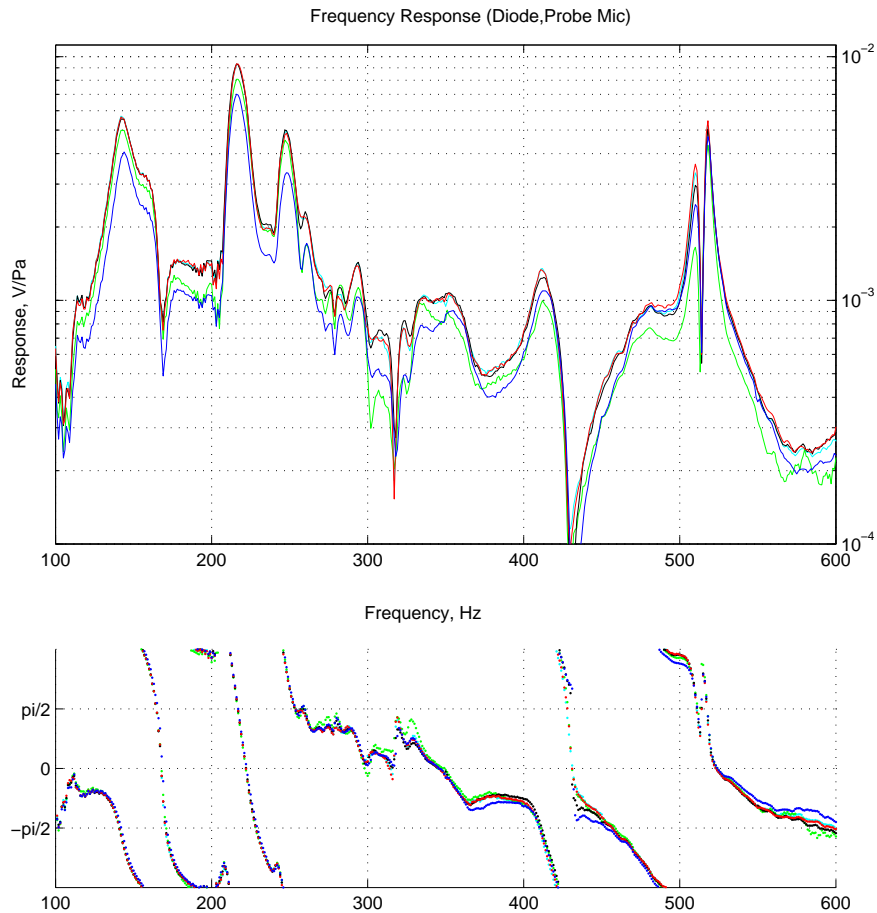 Frequency Response (Diode,Probe Mic)
10^-2
Response, V/Pa
10^-3
10^-4
100 200 300 400 500 600
Frequency, Hz
pi/2
0
−pi/2
100 200 300 400 500 600